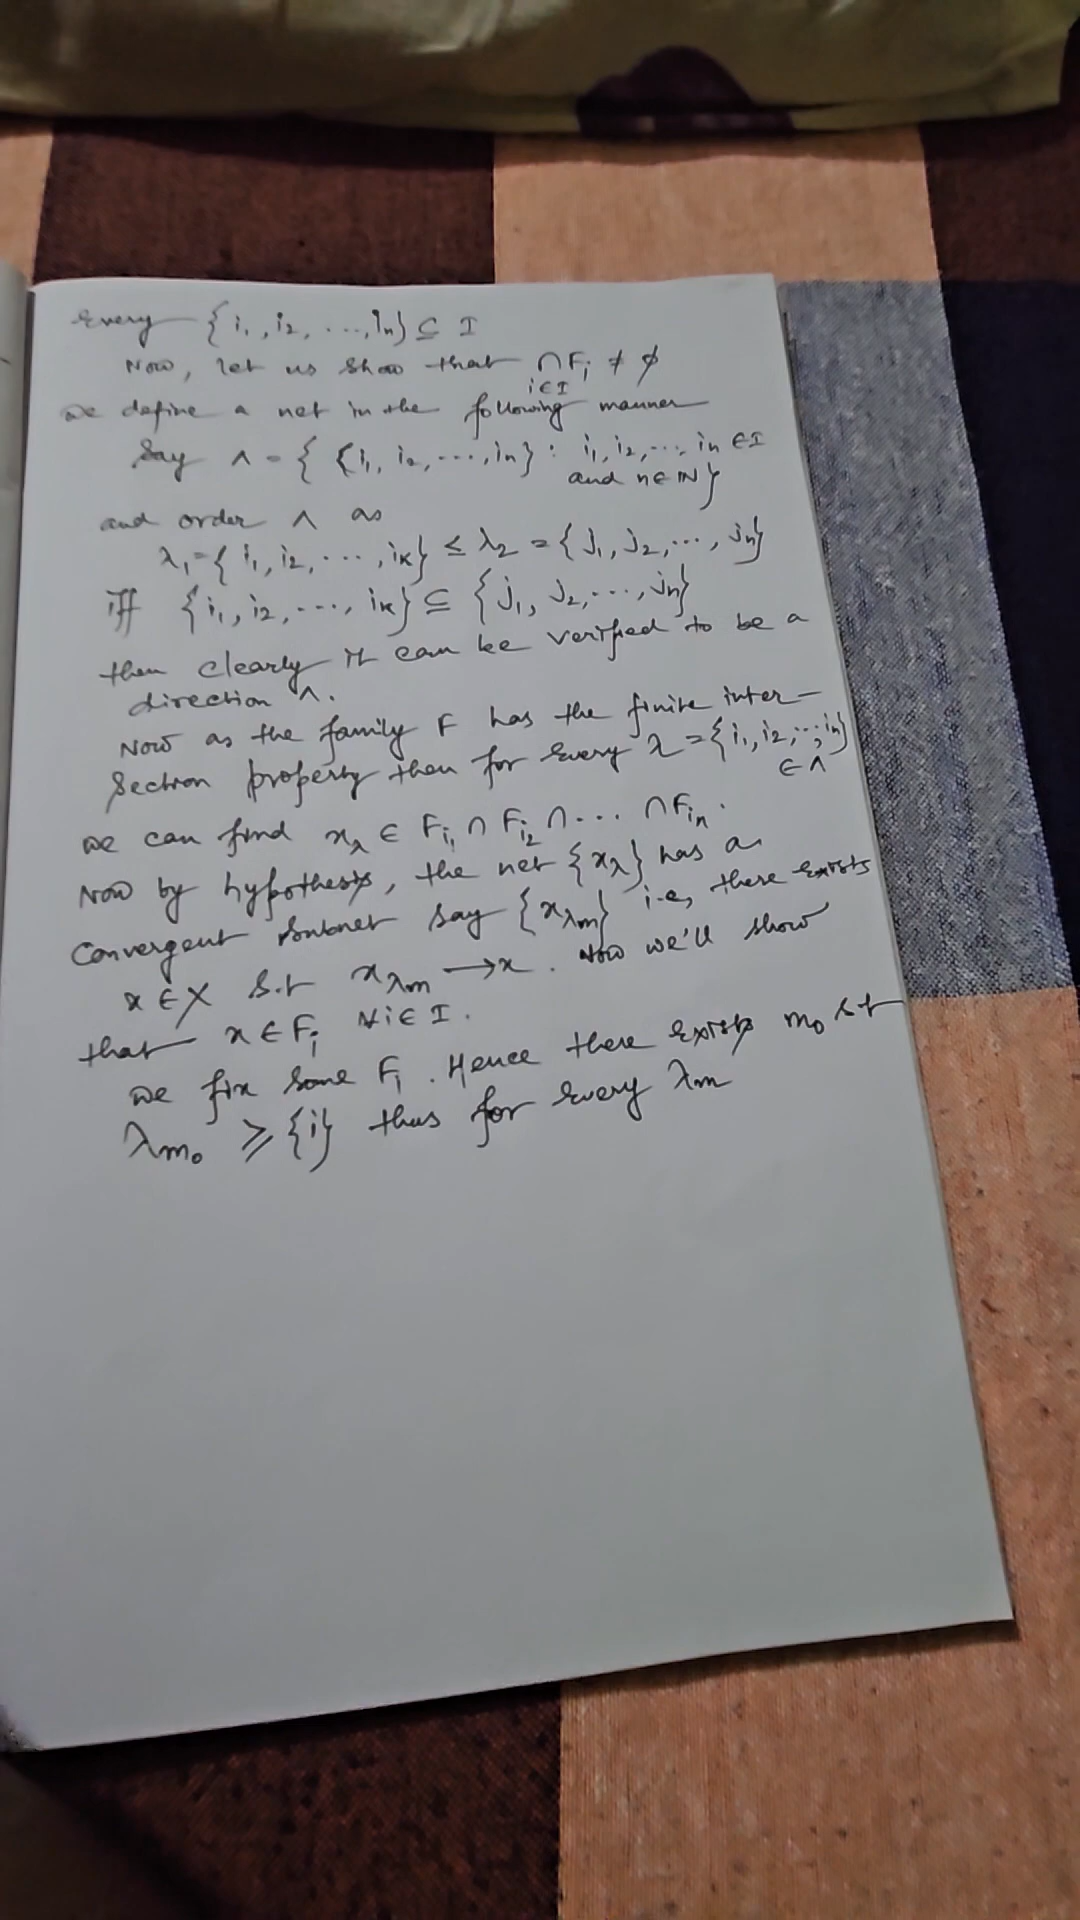 every {i₁, i₂, ..., iₙ} ⊆ I
Now, let us show that ∩ Fᵢ ≠ φ
i∈I
we define a net in the following manner
Say ∧ = { {i₁, i₂, ..., iₙ} : i₁, i₂, ..., iₙ ∈ I
and n ∈ ℕ}
and order ∧ as
λ₁ = {i₁, i₂, ..., iₖ} ≤ λ₂ = {j₁, j₂, ..., jₙ}
iff {i₁, i₂, ..., iₖ} ⊆ {j₁, j₂, ..., jₙ}
then clearly it can be verified to be a
direction ∧.
Now as the family F has the finite inter-
section property then for every λ = {i₁, i₂, ..., iₙ}
∈ ∧
we can find x_λ ∈ F_{i₁} ∩ F_{i₂} ∩ ... ∩ F_{iₙ}.
Now by hypothesis, the net {x_λ} has a
convergent subnet say {x_{λm}} i.e, there exists
x ∈ X s.t x_{λm} → x. Now we'll show
that x ∈ Fᵢ ∀ i ∈ I.
we fix some Fᵢ. Hence there exists m₀ s.t
λ_{m₀} ≥ {i} thus for every λm